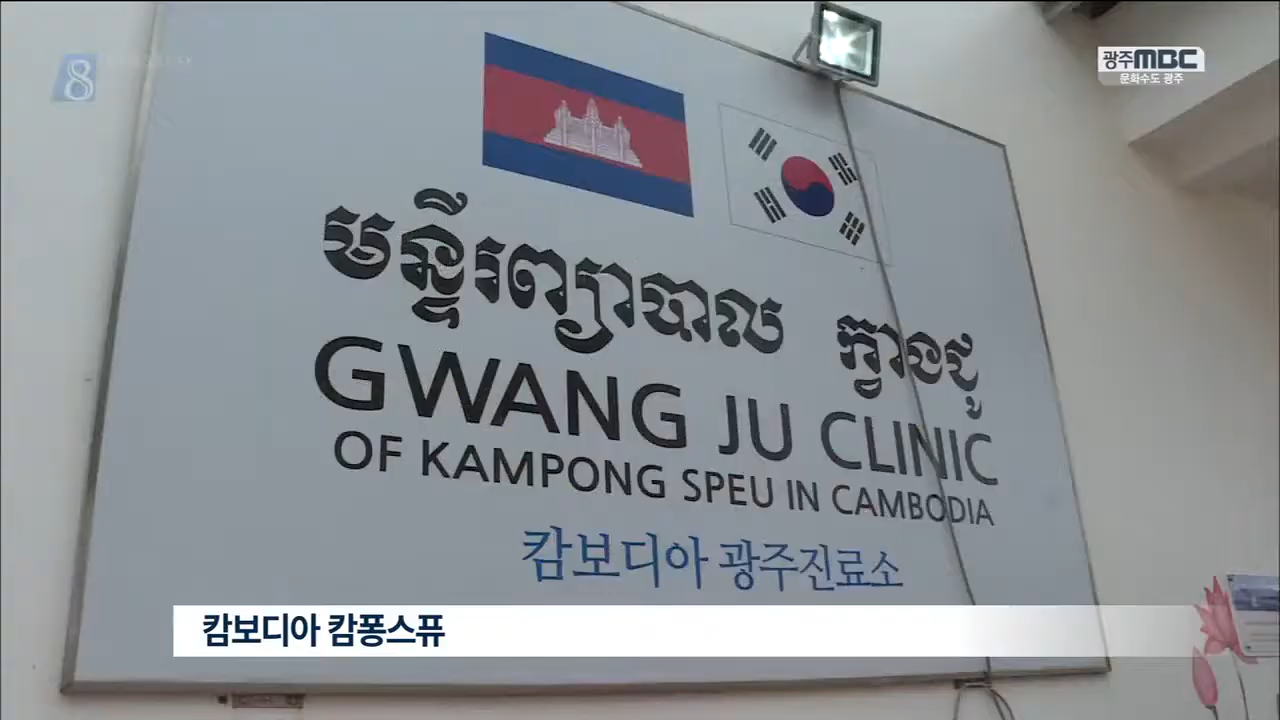 8
광주MBC
문화수도 광주
មន្ទីរព្យាបាល ក្វាងជូ
GWANG JU CLINIC
OF KAMPONG SPEU IN CAMBODIA
캄보디아 광주진료소
캄보디아 캄퐁스퓨